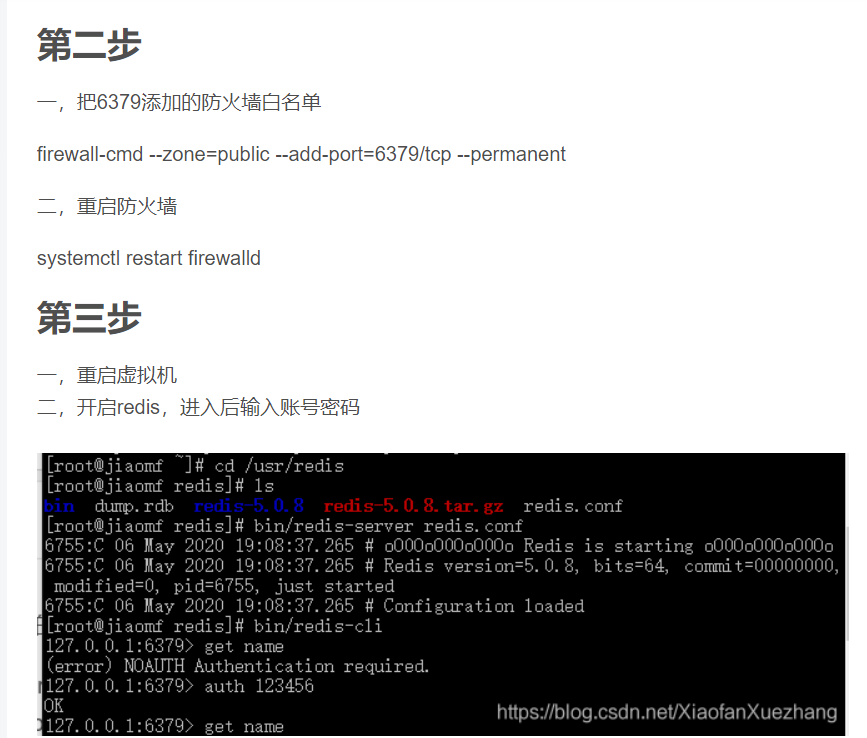 第二步
一，把6379添加的防火墙白名单
firewall-cmd --zone=public --add-port=6379/tcp --permanent
二，重启防火墙
systemctl restart firewalld
第三步
一，重启虚拟机
二，开启redis，进入后输入账号密码
[root@jiaomf ~]# cd /usr/redis
[root@jiaomf redis]# ls
bin  dump.rdb  redis-5.0.8  redis-5.0.8.tar.gz  redis.conf
[root@jiaomf redis]# bin/redis-server redis.conf
6755:C 06 May 2020 19:08:37.265 # oO0OoO0OoO0Oo Redis is starting oO0OoO0OoO0Oo
6755:C 06 May 2020 19:08:37.265 # Redis version=5.0.8, bits=64, commit=00000000,
modified=0, pid=6755, just started
6755:C 06 May 2020 19:08:37.265 # Configuration loaded
[root@jiaomf redis]# bin/redis-cli
127.0.0.1:6379> get name
(error) NOAUTH Authentication required.
127.0.0.1:6379> auth 123456
OK
https://blog.csdn.net/XiaofanXuezhang
127.0.0.1:6379> get name